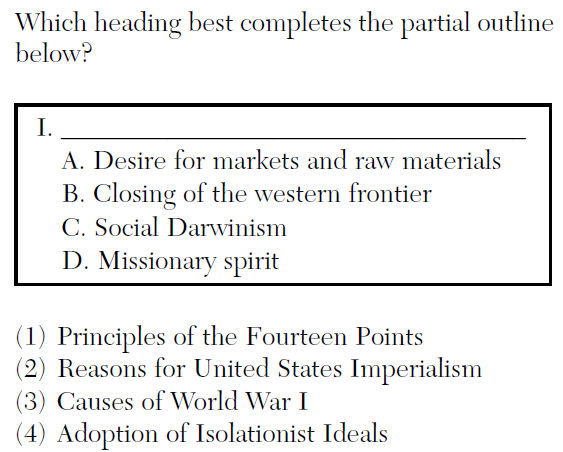 Which heading best completes the partial outline
below?
I. ________________________________
A. Desire for markets and raw materials
B. Closing of the western frontier
C. Social Darwinism
D. Missionary spirit
(1) Principles of the Fourteen Points
(2) Reasons for United States Imperialism
(3) Causes of World War I
(4) Adoption of Isolationist Ideals